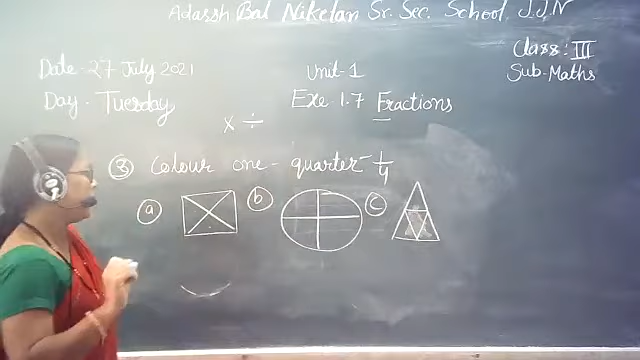 Adassh Bal Niketan Sr. Sec. School, JJN
Class: III
Date - 27 July 2021
Unit-1
Sub-Maths
Day - Tuesday
Exe-1.7 Fractions
× ÷
③ Colour one-quarter - 1/4
ⓐ ⓑ ⓒ